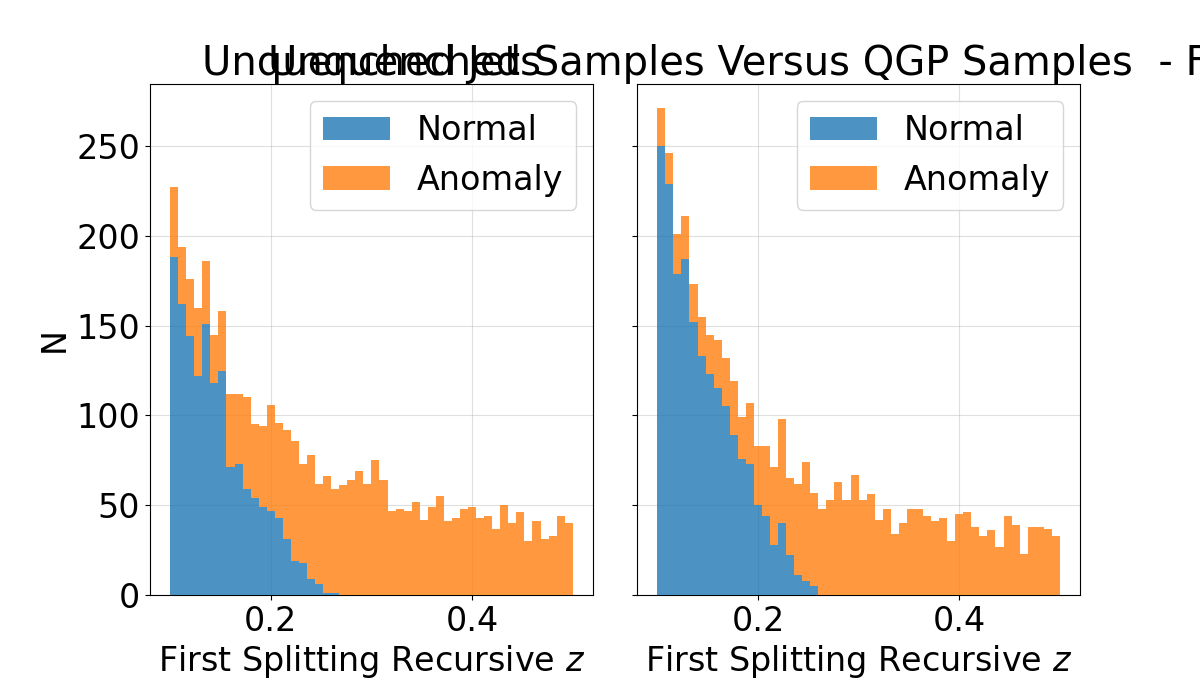 Samples Versus QGP Samples - F
Normal
Anomaly
Normal
Anomaly
250
200
150
100
50
0
N
0.2
0.4
0.2
0.4
First Splitting Recursive z
First Splitting Recursive z